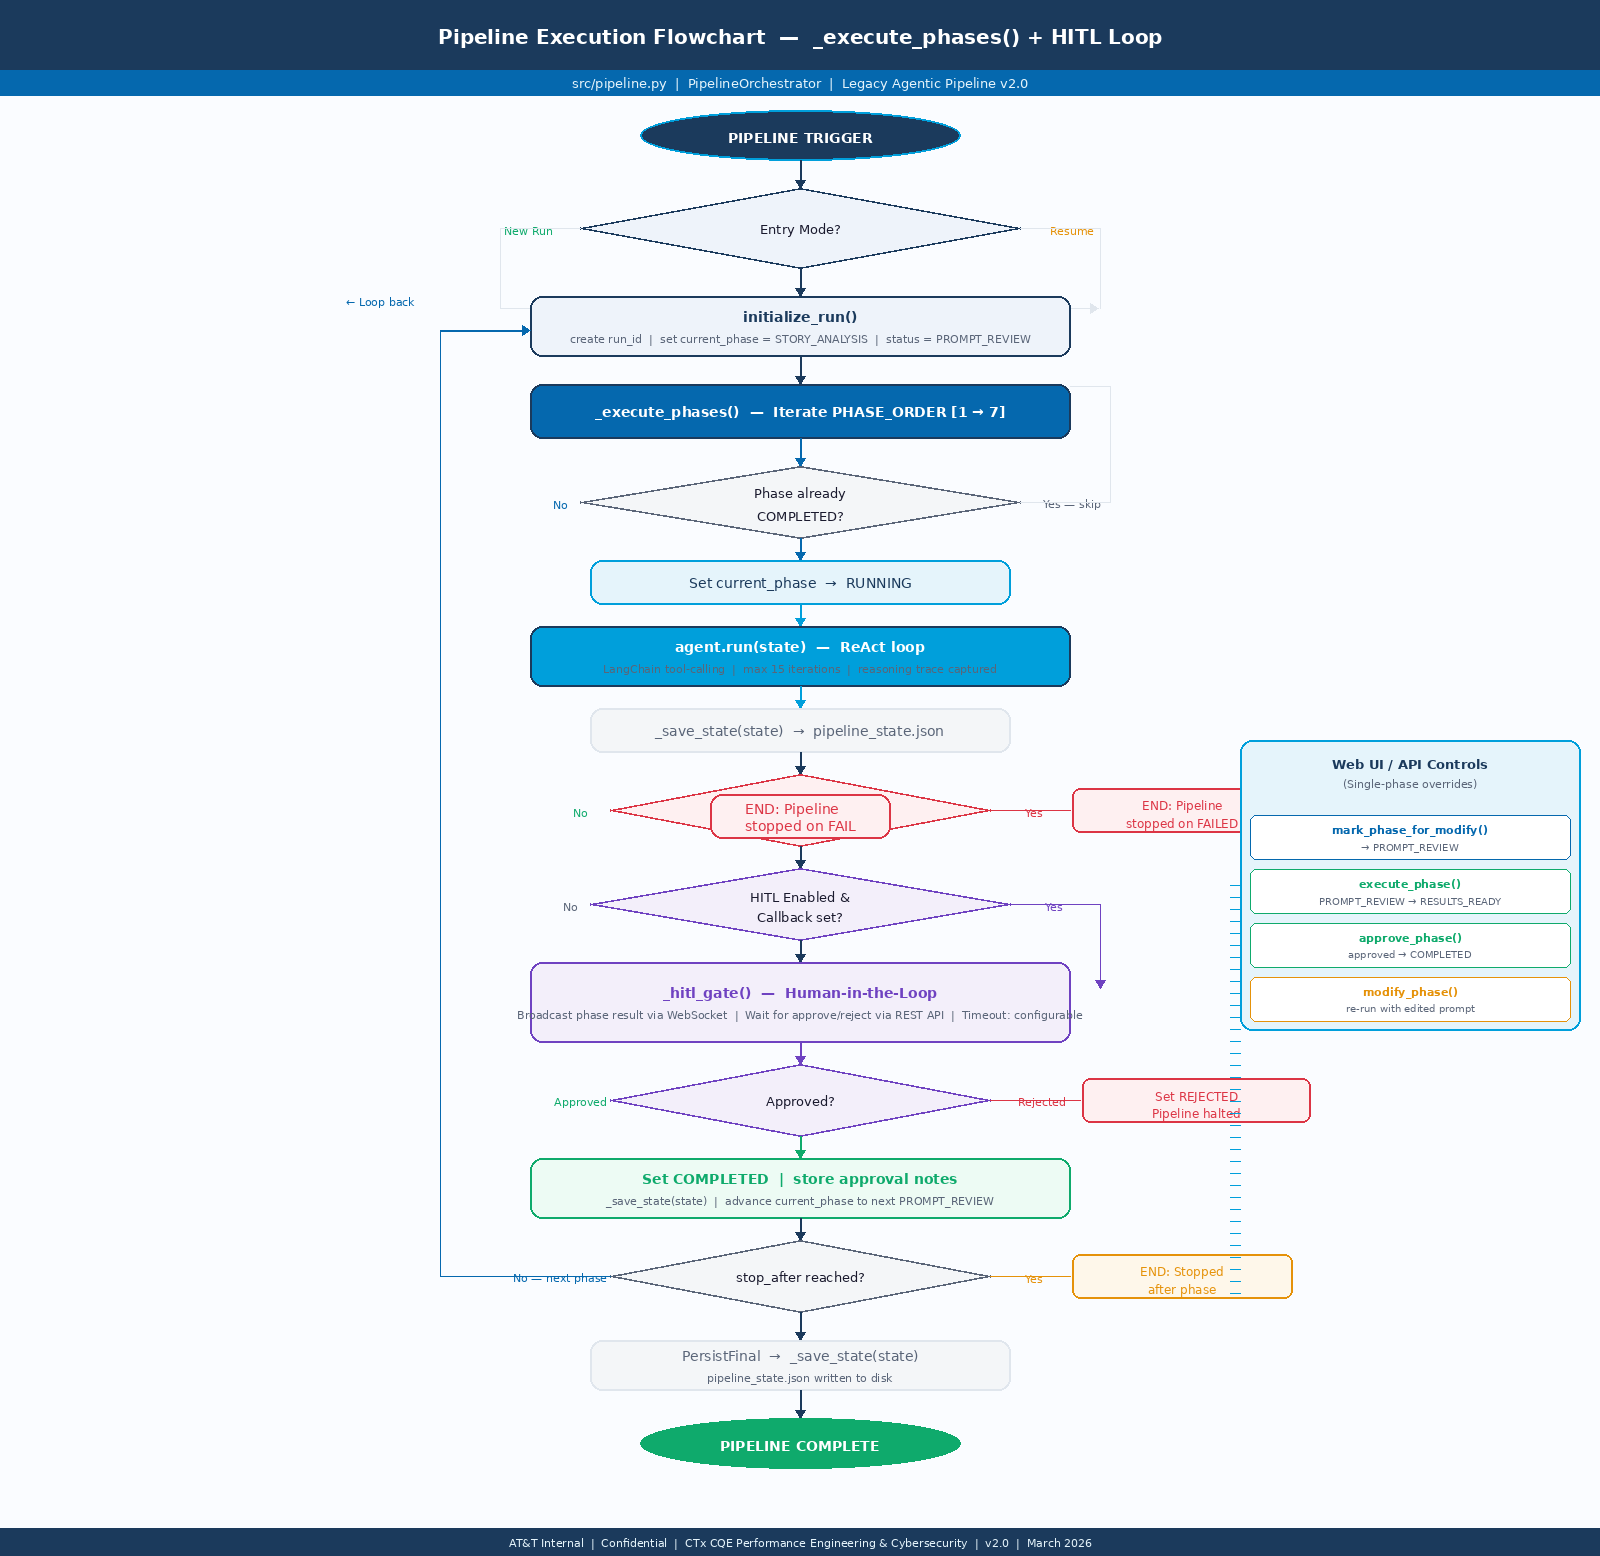 Pipeline Execution Flowchart — _execute_phases() + HITL Loop
src/pipeline.py | PipelineOrchestrator | Legacy Agentic Pipeline v2.0
PIPELINE TRIGGER
Entry Mode?
New Run
Resume
← Loop back
initialize_run()
create run_id | set current_phase = STORY_ANALYSIS | status = PROMPT_REVIEW
_execute_phases() — Iterate PHASE_ORDER [1 → 7]
Phase already
COMPLETED?
No
Yes — skip
Set current_phase → RUNNING
agent.run(state) — ReAct loop
LangChain tool-calling | max 15 iterations | reasoning trace captured
_save_state(state) → pipeline_state.json
No
END: Pipeline
stopped on FAIL
Yes
END: Pipeline
stopped on FAILED
HITL Enabled &
Callback set?
No
Yes
_hitl_gate() — Human-in-the-Loop
Broadcast phase result via WebSocket | Wait for approve/reject via REST API | Timeout: configurable
Approved?
Approved
Rejected
Set REJECTED
Pipeline halted
Set COMPLETED | store approval notes
_save_state(state) | advance current_phase to next PROMPT_REVIEW
No — next phase
stop_after reached?
Yes
END: Stopped
after phase
PersistFinal → _save_state(state)
pipeline_state.json written to disk
PIPELINE COMPLETE
Web UI / API Controls
(Single-phase overrides)
mark_phase_for_modify()
→ PROMPT_REVIEW
execute_phase()
PROMPT_REVIEW → RESULTS_READY
approve_phase()
approved → COMPLETED
modify_phase()
re-run with edited prompt
AT&T Internal | Confidential | CTx CQE Performance Engineering & Cybersecurity | v2.0 | March 2026